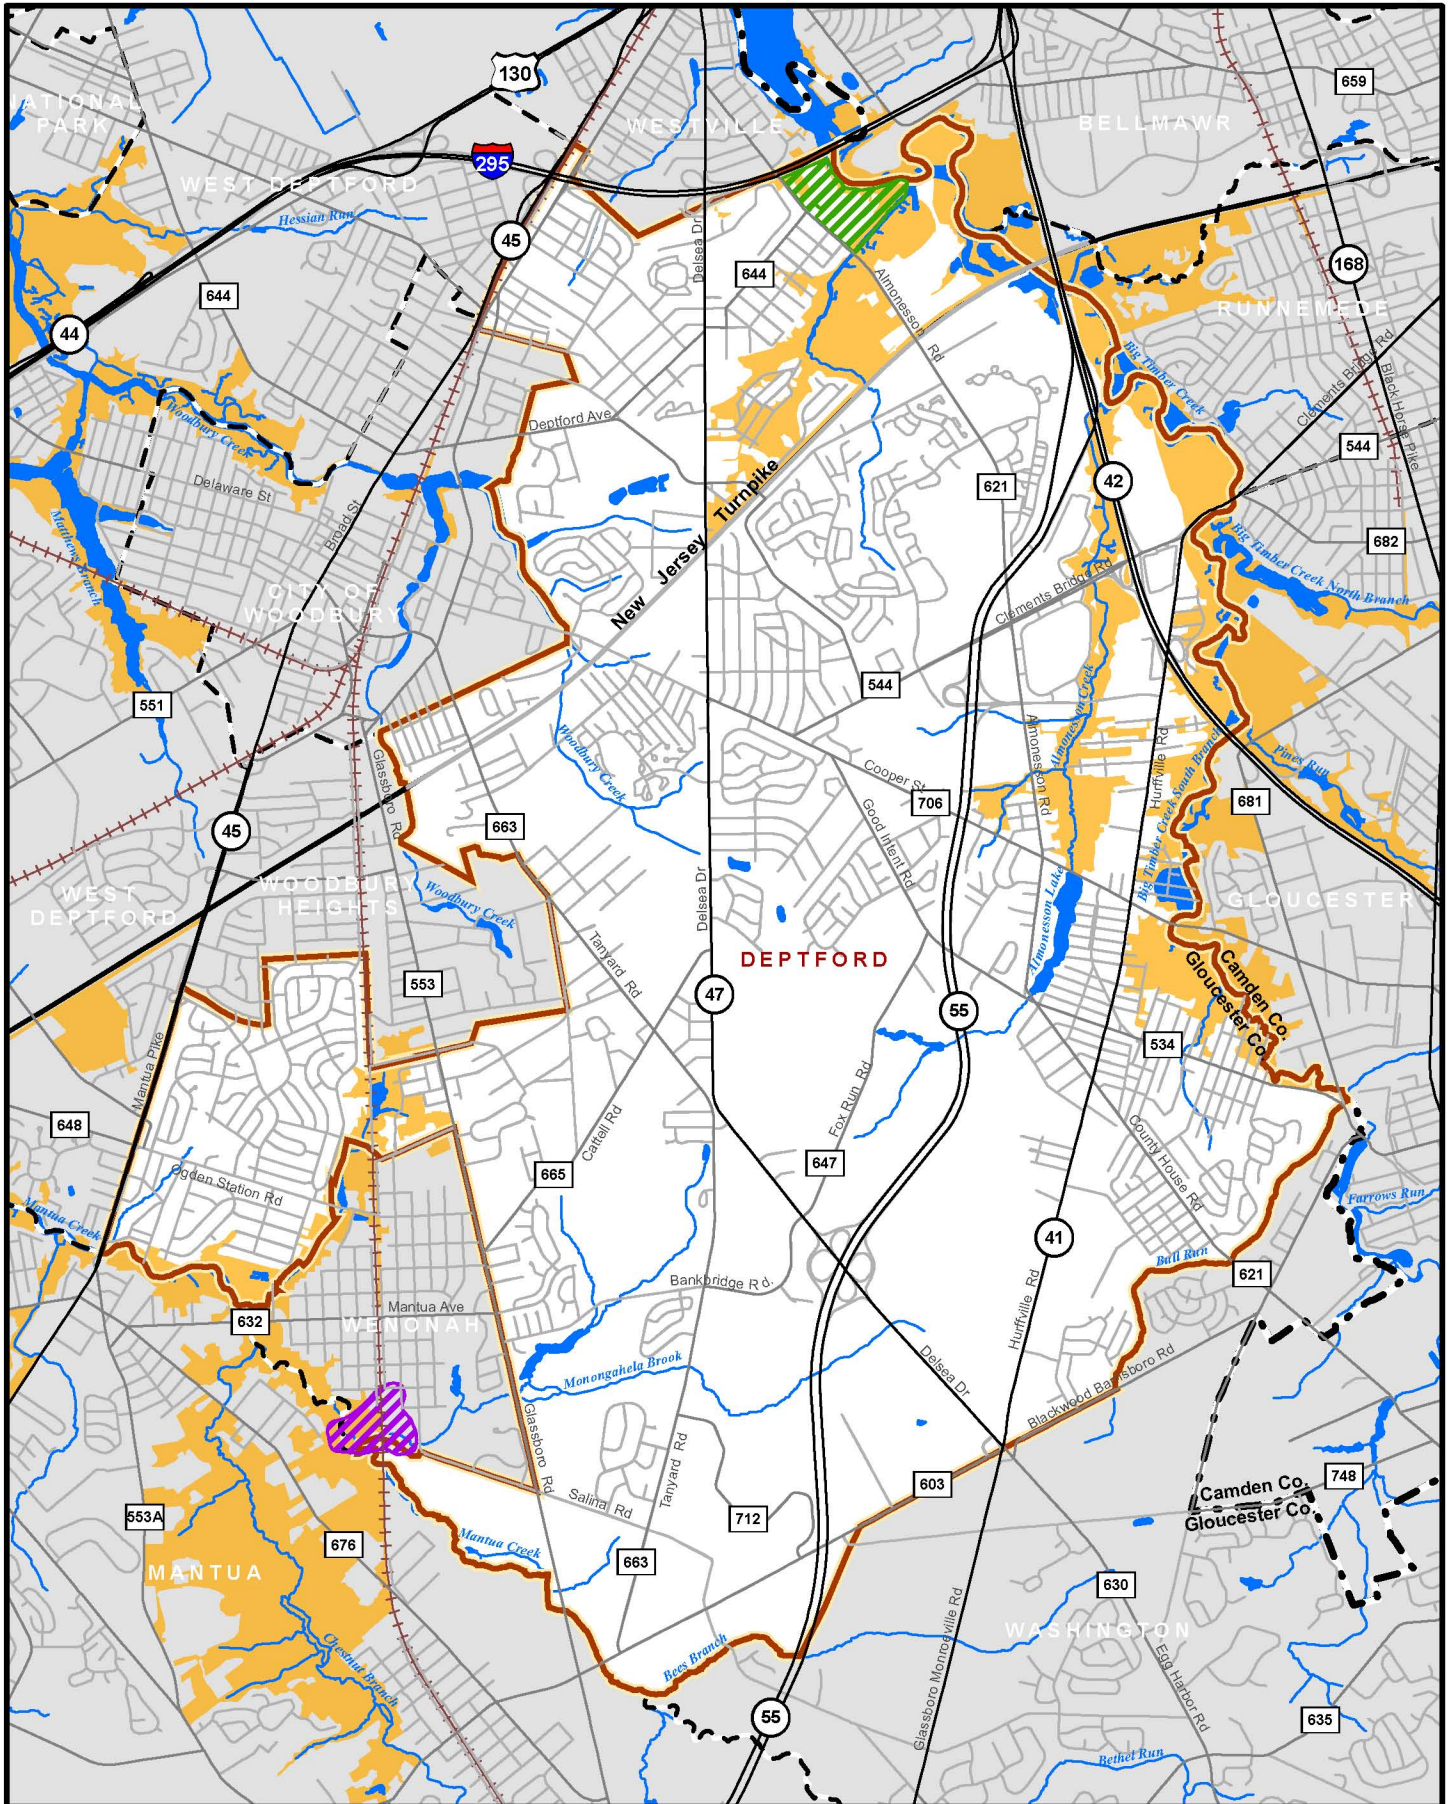 130
659
NATIONAL
PARK
WESTVILLE
BELLMAWR
295
WEST DEPTFORD
Hessian Run
45
Delsea Dr
168
644
644
Almonesson Rd
RUNNEMEDE
44
Big Timber Creek
Clements Bridge Rd
Black Horse Pike
Woodbury Creek
Deptford Ave
544
Delaware St
Turnpike
621
42
Broad St
Matthews Branch
Jersey
682
Big Timber Creek North Branch
Clements Bridge Rd
CITY OF
WOODBURY
New
551
544
Almonesson Creek
Glassboro Rd
Woodbury Creek
Almonesson Rd
Hurffville Rd
Big Timber Creek South Branch
Pines Run
Cooper St
706
681
45
663
Good Intent Rd
WEST
DEPTFORD
WOODBURY
HEIGHTS
Woodbury Creek
Delsea Dr
Almonesson Lake
GLOUCESTER
Tanyard Rd
DEPTFORD
Camden Co.
Gloucester Co.
553
47
55
Mantua Pike
534
648
Cattell Rd
Fox Run Rd
County House Rd
Ogden Station Rd
665
647
Mantua Creek
Farrows Run
41
Bull Run
621
Bankbridge Rd.
Hurffville Rd
Mantua Ave
632
WENONAH
Monongahela Brook
Delsea Dr
Blackwood Barnsboro Rd
Glassboro Rd
Tanyard Rd
603
748
Camden Co.
Gloucester Co.
Salina Rd
553A
712
676
Mantua Creek
663
MANTUA
630
Glassboro Monroeville Rd
WASHINGTON
Bees Branch
Chestnut Branch
Egg Harbor Rd
55
635
Bethel Run